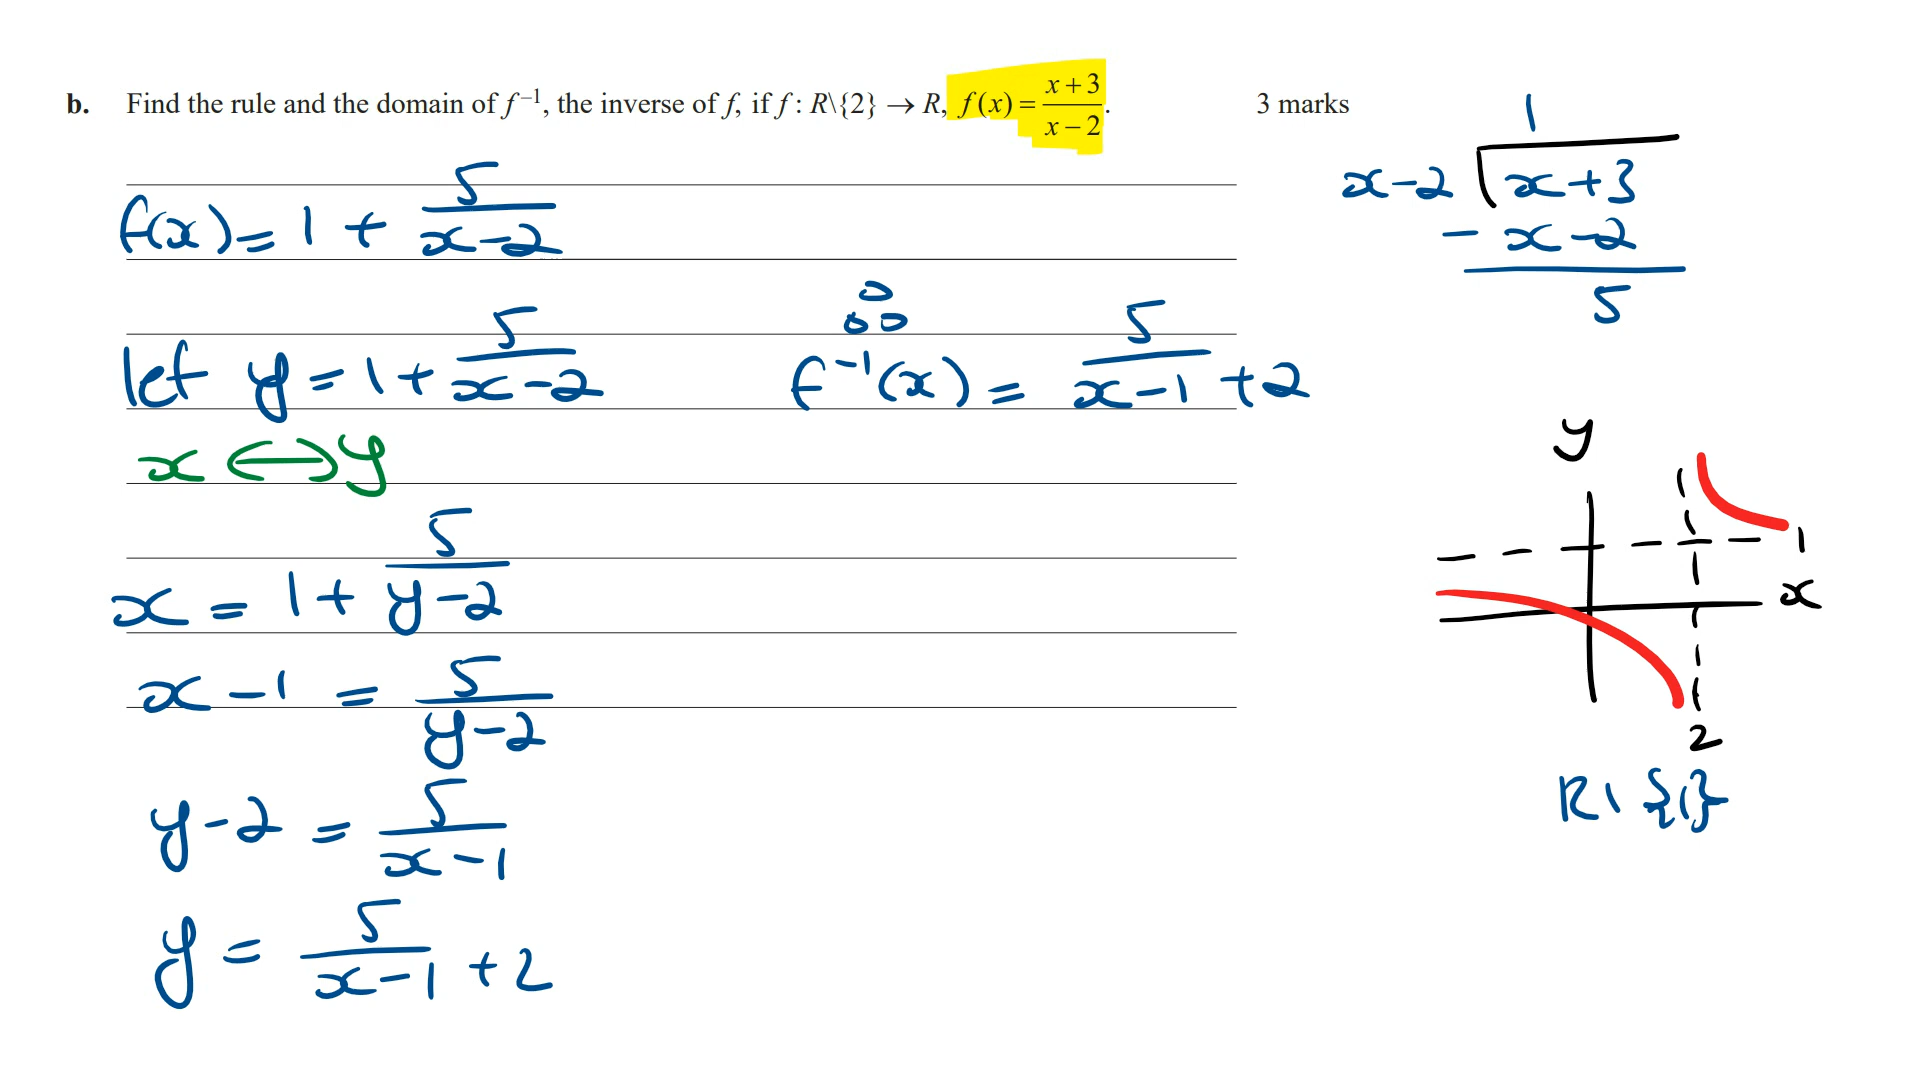 b. Find the rule and the domain of f⁻¹, the inverse of f, if f : R\{2} → R, f(x) = (x + 3)/(x − 2). 3 marks
f(x) = 1 + 5/(x−2)
let y = 1 + 5/(x−2)
x ↔ y
x = 1 + 5/(y−2)
x − 1 = 5/(y−2)
y − 2 = 5/(x−1)
y = 5/(x−1) + 2
f⁻¹(x) = 5/(x−1) + 2
1
x−2 x+3
− x−2
5
y
1
x
2
R\{1}